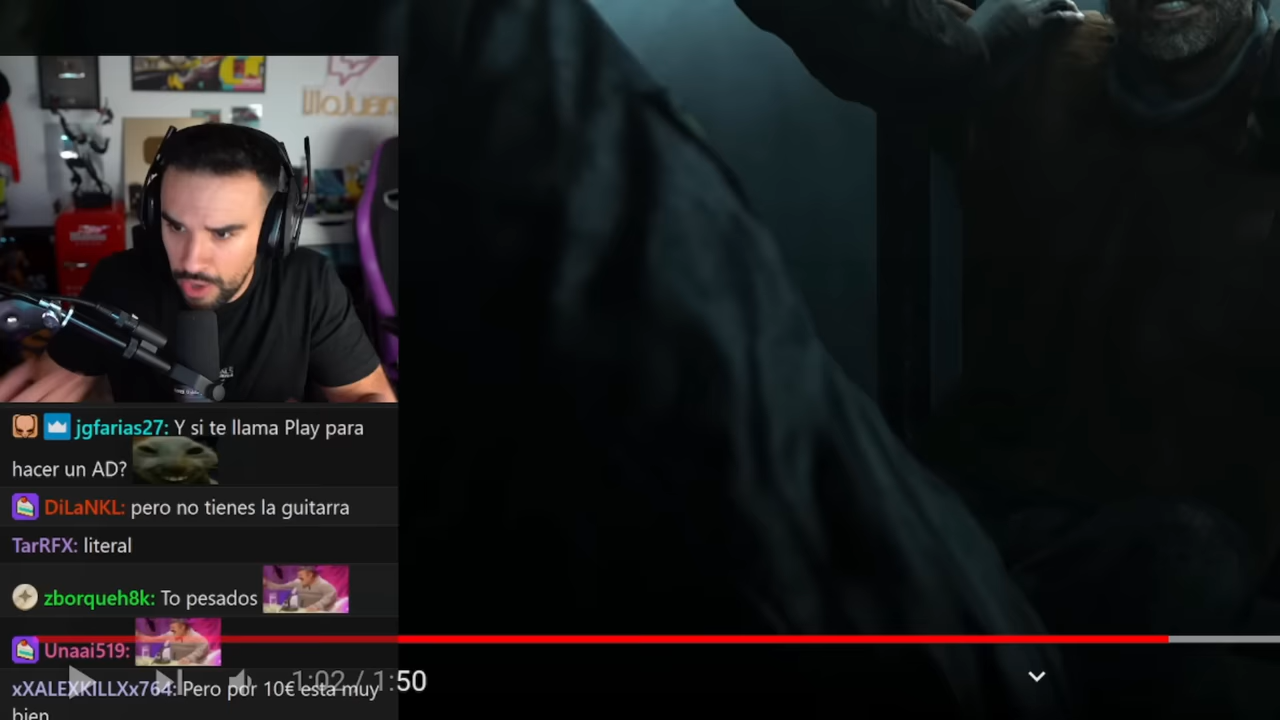 IlloJuan
jgfarias27: Y si te llama Play para
hacer un AD?
DiLaNKL: pero no tienes la guitarra
TarRFX: literal
zborqueh8k: To pesados
Unaai519:
1:02 / 1:50
xXALEXKILLXx764: Pero por 10€ esta muy
bien